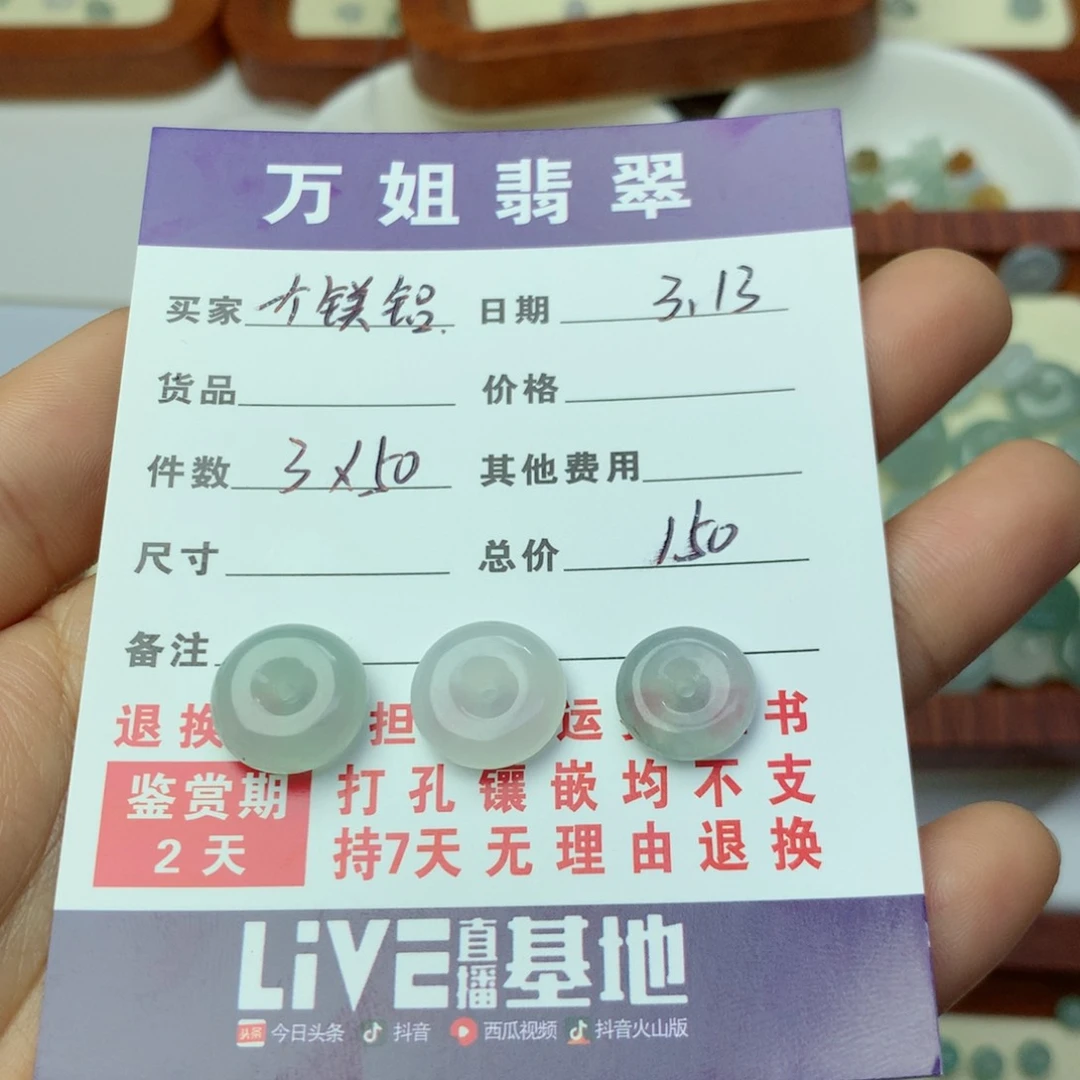 万姐翡翠
买家 个镁铝. 日期 3.13
货品 价格
件数 3×50 其他费用
尺寸 总价 150
备注
退换 担 运 书
鉴赏期 打孔镶嵌均不支
2天 持7天无理由退换
LiVE直播基地
头条 今日头条 抖音 西瓜视频 抖音火山版